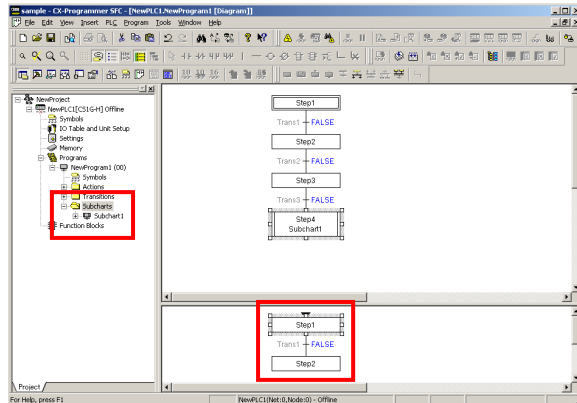 sample - CX-Programmer SFC - [NewPLC1.NewProgram1 [Diagram]]
File Edit View Insert PLC Program Tools Window Help
NewProject
NewPLC1[CS1G-H] Offline
Symbols
IO Table and Unit Setup
Settings
Memory
Programs
NewProgram1 (00)
Symbols
Actions
Transitions
Subcharts
Subchart1
Function Blocks
Project
Step1
Trans1 FALSE
Step2
Trans2 FALSE
Step3
Trans3 FALSE
Step4
Subchart1
Step1
Trans1 FALSE
Step2
For Help, press F1
NewPLC1(Net:0,Node:0) - Offline